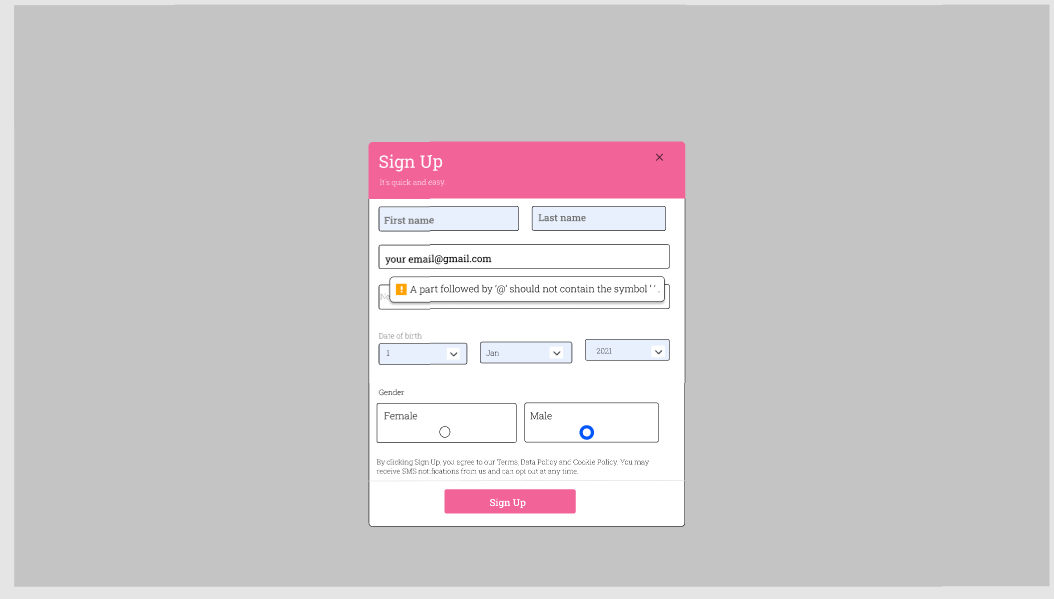 Sign Up
It's quick and easy.
First name
Last name
your email@gmail.com
A part followed by '@' should not contain the symbol ' ' .
Date of birth
1
Jan
2021
Gender
Female
Male
By clicking Sign Up, you agree to our Terms, Data Policy and Cookie Policy. You may
receive SMS notifications from us and can opt out at any time.
Sign Up